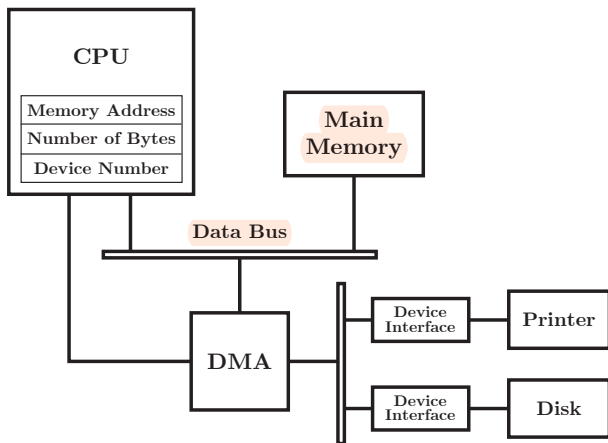 CPU
Memory Address
Number of Bytes
Device Number
Main
Memory
Data Bus
DMA
Device
Interface
Printer
Device
Interface
Disk